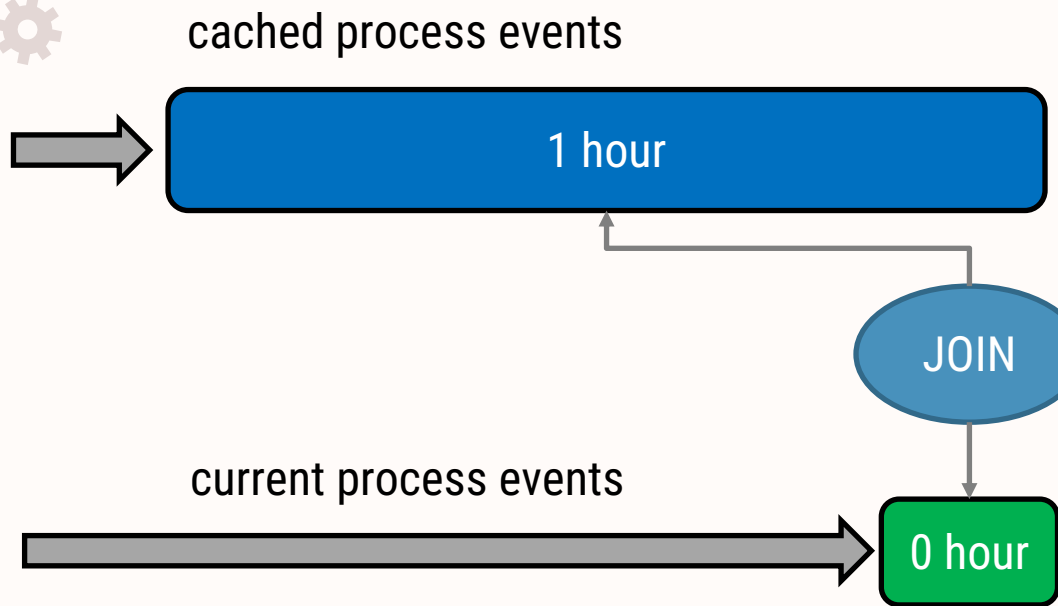 cached process events
1 hour
JOIN
current process events
0 hour